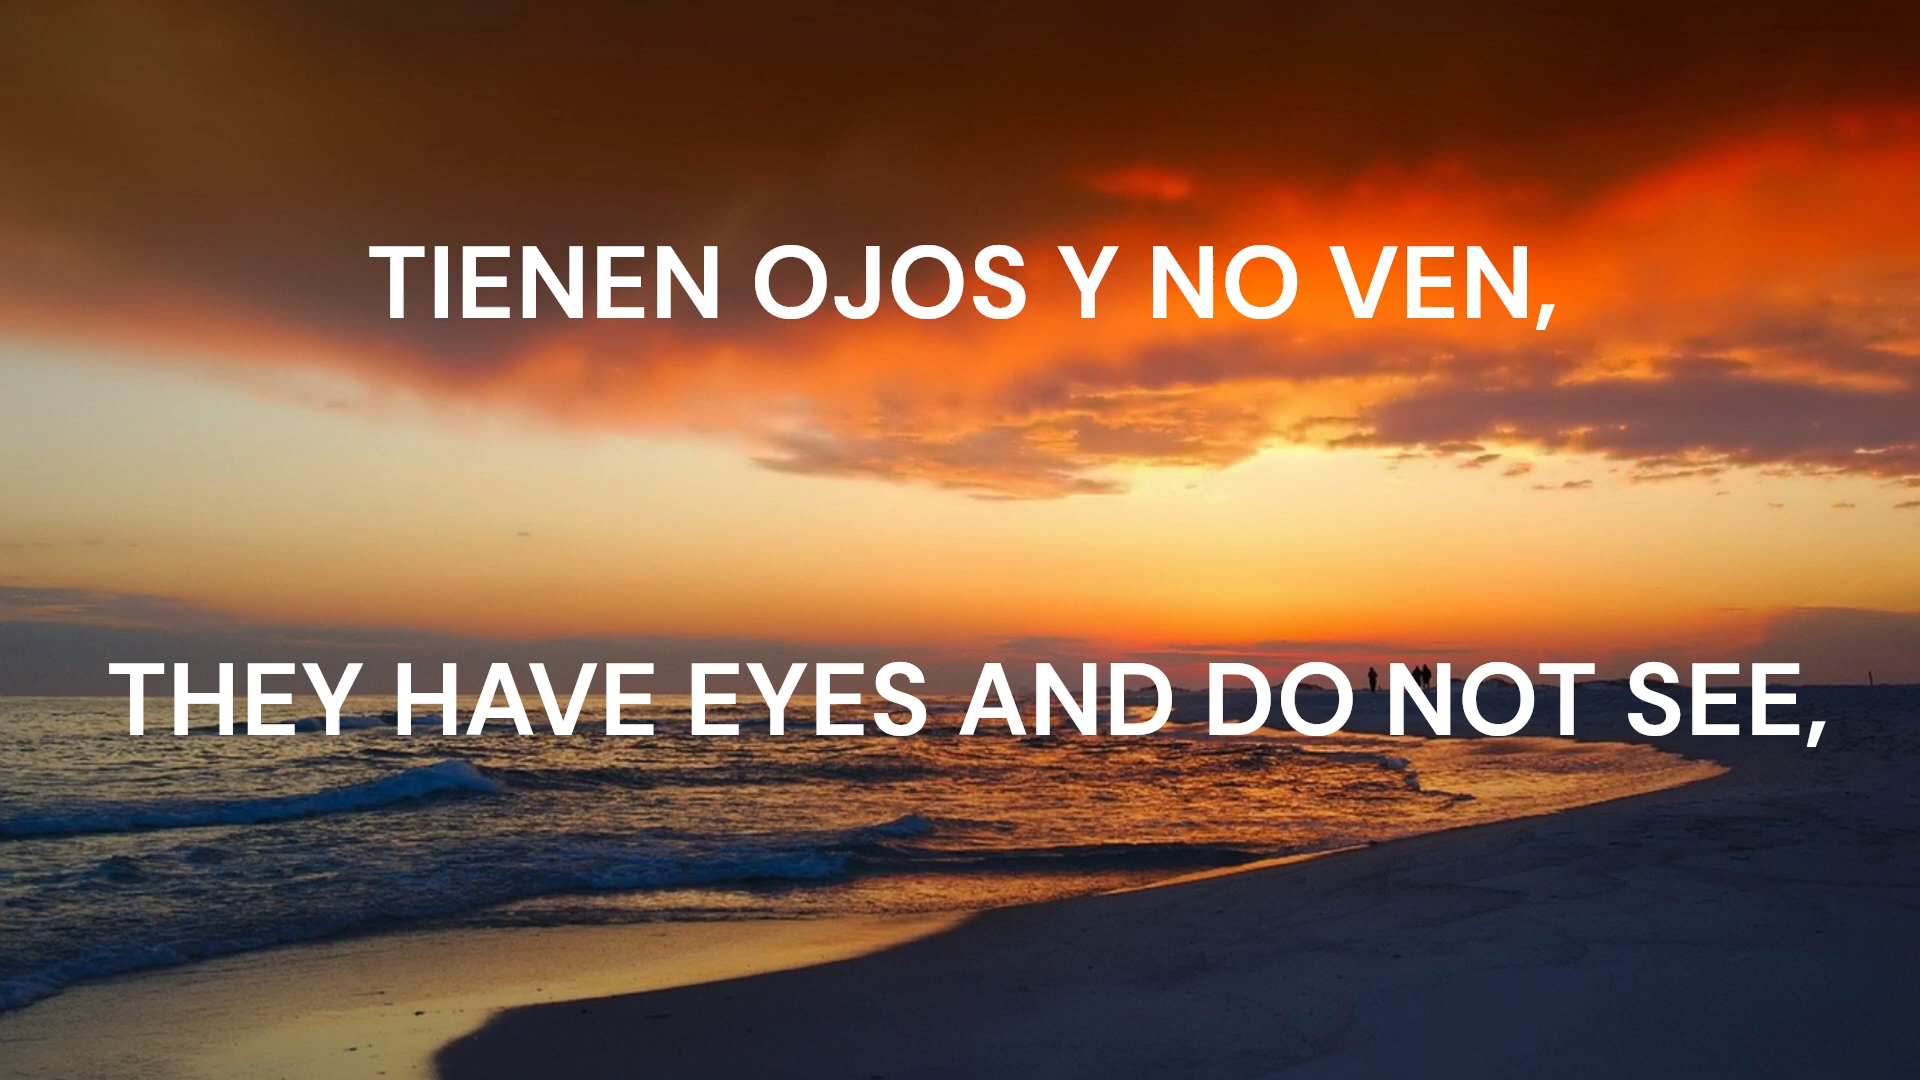 TIENEN OJOS Y NO VEN,
THEY HAVE EYES AND DO NOT SEE,